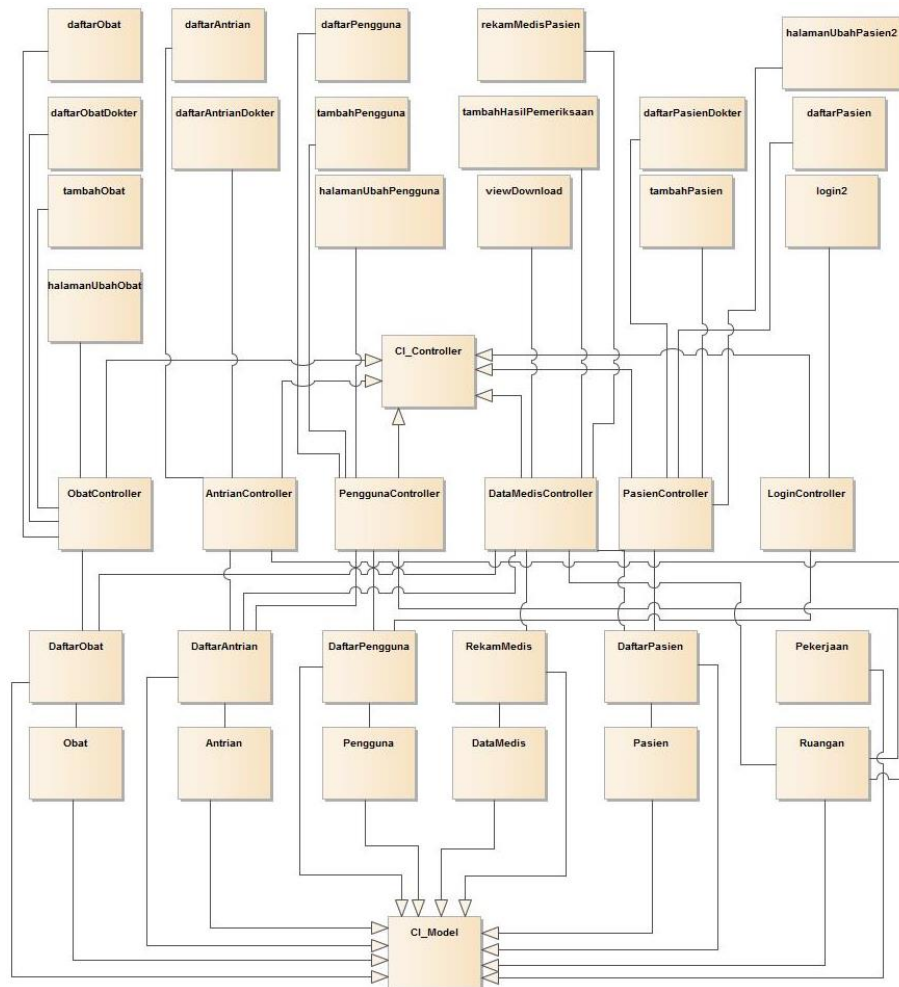 daftarObat
daftarAntrian
daftarPengguna
rekamMedisPasien
halamanUbahPasien2
daftarObatDokter
daftarAntrianDokter
tambahPengguna
tambahHasilPemeriksaan
daftarPasienDokter
daftarPasien
tambahObat
halamanUbahPengguna
viewDownload
tambahPasien
login2
halamanUbahObat
CI_Controller
ObatController
AntrianController
PenggunaController
DataMedisController
PasienController
LoginController
DaftarObat
DaftarAntrian
DaftarPengguna
RekamMedis
DaftarPasien
Pekerjaan
Obat
Antrian
Pengguna
DataMedis
Pasien
Ruangan
CI_Model